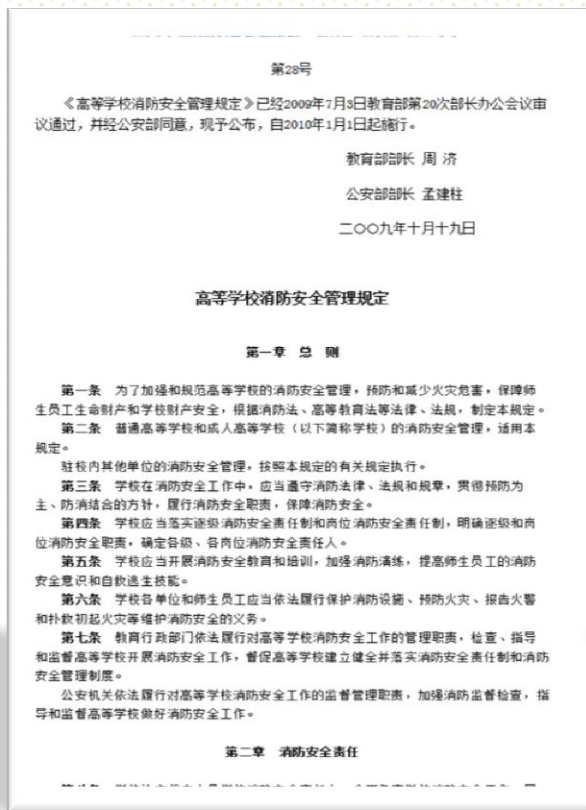 第28号
《高等学校消防安全管理规定》已经2009年7月3日教育部第20次部长办公会议审
议通过，并经公安部同意，现予公布，自2010年1月1日起施行。
教育部部长 周 济
公安部部长 孟建柱
二〇〇九年十月十九日
高等学校消防安全管理规定
第一章 总 则
第一条 为了加强和规范高等学校的消防安全管理，预防和减少火灾危害，保障师
生员工生命财产和学校财产安全，根据消防法、高等教育法等法律、法规，制定本规定。
第二条 普通高等学校和成人高等学校（以下简称学校）的消防安全管理，适用本
规定。
驻校内其他单位的消防安全管理，按照本规定的有关规定执行。
第三条 学校在消防安全工作中，应当遵守消防法律、法规和规章，贯彻预防为
主、防消结合的方针，履行消防安全职责，保障消防安全。
第四条 学校应当落实逐级消防安全责任制和岗位消防安全责任制，明确逐级和岗
位消防安全职责，确定各级、各岗位消防安全责任人。
第五条 学校应当开展消防安全教育和培训，加强消防演练，提高师生员工的消防
安全意识和自救逃生技能。
第六条 学校各单位和师生员工应当依法履行保护消防设施、预防火灾、报告火警
和扑救初起火灾等维护消防安全的义务。
第七条 教育行政部门依法履行对高等学校消防安全工作的管理职责，检查、指导
和监督高等学校开展消防安全工作，督促高等学校建立健全并落实消防安全责任制和消防
安全管理制度。
公安机关依法履行对高等学校消防安全工作的监督管理职责，加强消防监督检查，指
导和监督高等学校做好消防安全工作。
第二章 消防安全责任